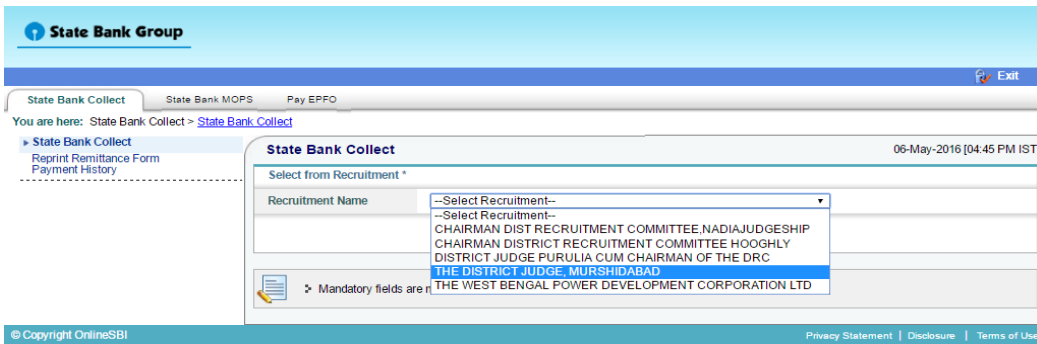 State Bank Group
Exit
State Bank Collect State Bank MOPS Pay EPFO
You are here: State Bank Collect > State Bank Collect
State Bank Collect
Reprint Remittance Form
Payment History
State Bank Collect 06-May-2016 [04:45 PM IST
Select from Recruitment *
Recruitment Name --Select Recruitment--
--Select Recruitment--
CHAIRMAN DIST RECRUITMENT COMMITTEE,NADIAJUDGESHIP
CHAIRMAN DISTRICT RECRUITMENT COMMITTEE HOOGHLY
DISTRICT JUDGE PURULIA CUM CHAIRMAN OF THE DRC
THE DISTRICT JUDGE, MURSHIDABAD
THE WEST BENGAL POWER DEVELOPMENT CORPORATION LTD
Mandatory fields are
© Copyright OnlineSBI Privacy Statement | Disclosure | Terms of Use